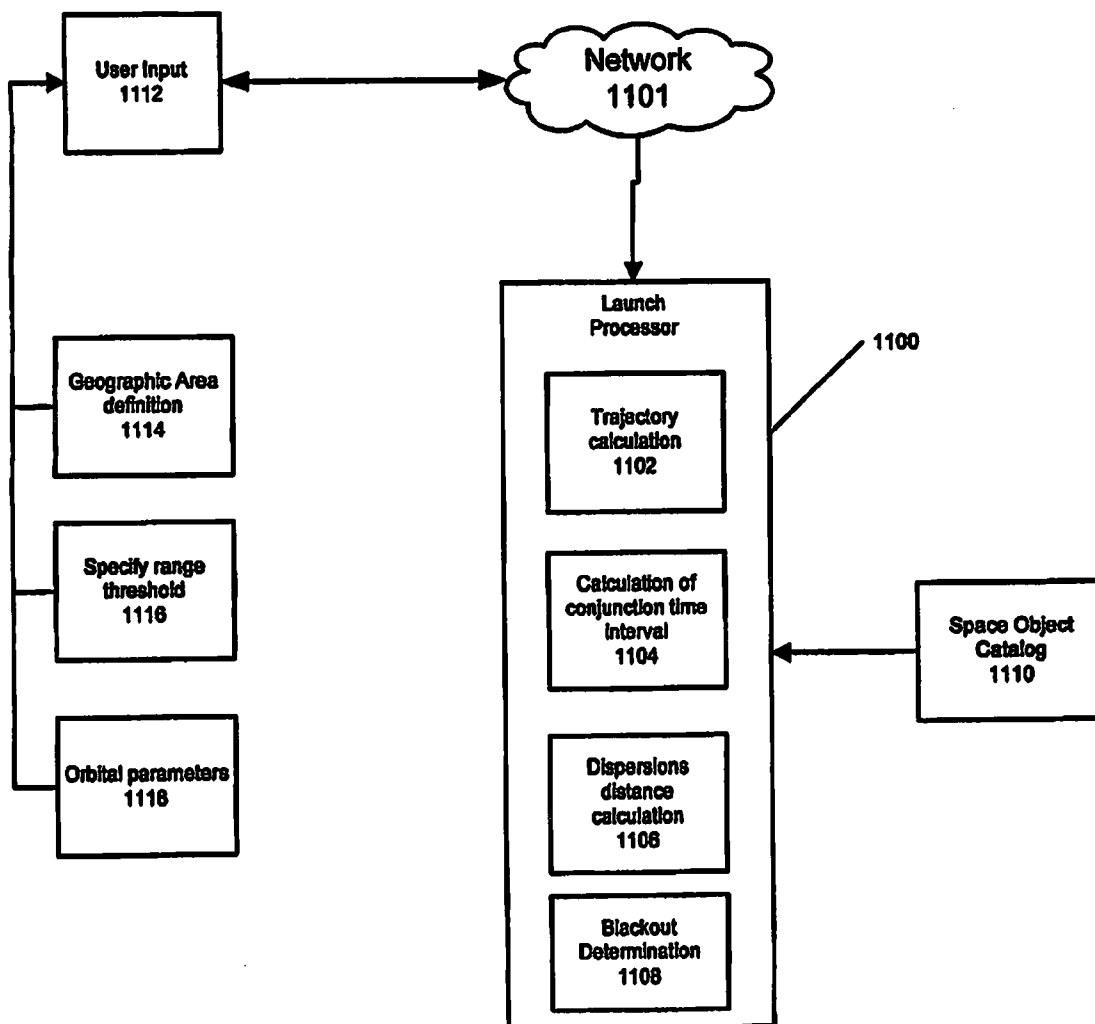 User Input
1112
Network
1101
Launch
Processor
1100
Geographic Area
definition
1114
Trajectory
calculation
1102
Specify range
threshold
1116
Calculation of
conjunction time
interval
1104
Space Object
Catalog
1110
Orbital parameters
1118
Dispersions
distance
calculation
1106
Blackout
Determination
1108